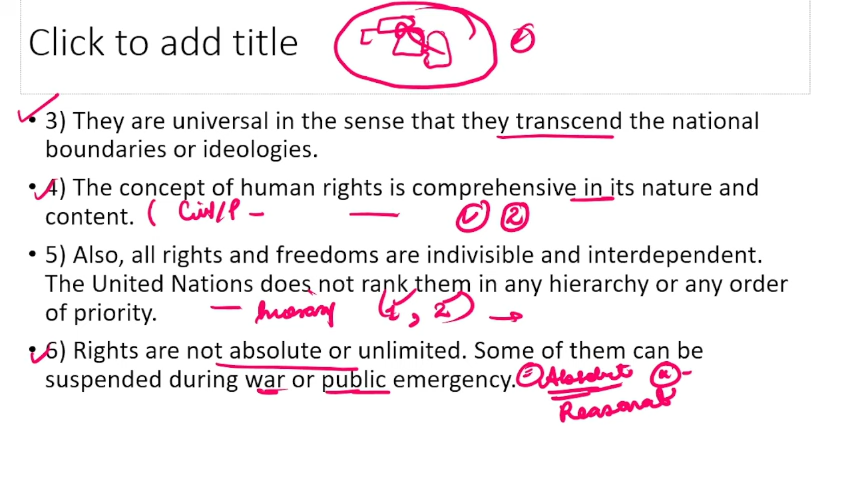 Click to add title
• 3) They are universal in the sense that they transcend the national
boundaries or ideologies.
• 4) The concept of human rights is comprehensive in its nature and
content. ( Civil/P - — 2
• 5) Also, all rights and freedoms are indivisible and interdependent.
The United Nations does not rank them in any hierarchy or any order
of priority. — hierarchy (1, 2) →
• 6) Rights are not absolute or unlimited. Some of them can be
suspended during war or public emergency. Absolute
Reasonab